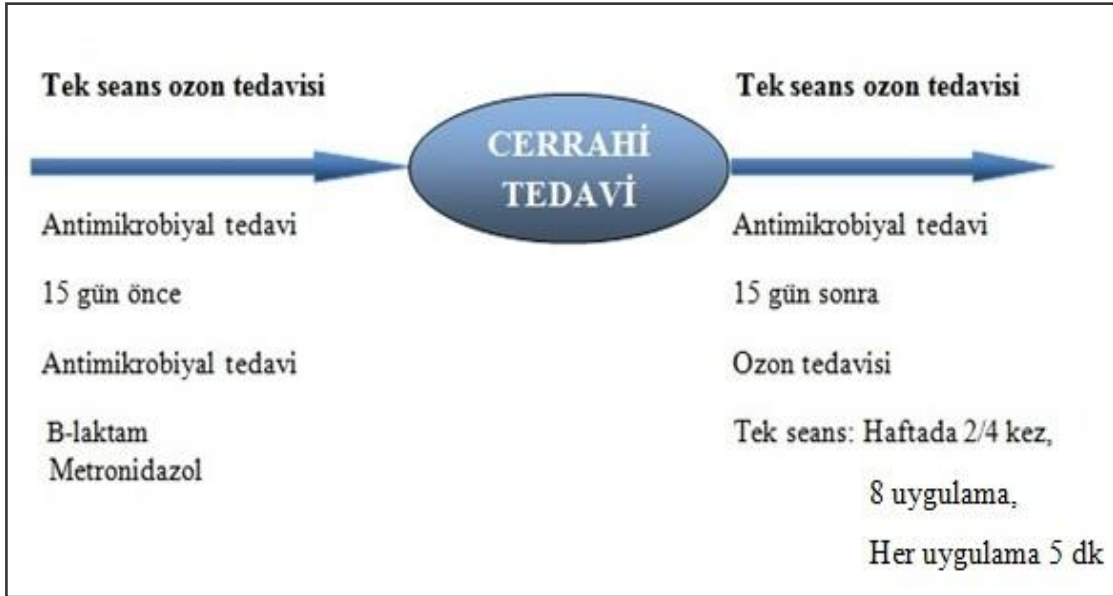 Tek seans ozon tedavisi
Antimikrobiyal tedavi
15 gün önce
Antimikrobiyal tedavi
B-laktam
Metronidazol
CERRAHİ
TEDAVİ
Tek seans ozon tedavisi
Antimikrobiyal tedavi
15 gün sonra
Ozon tedavisi
Tek seans: Haftada 2/4 kez,
8 uygulama,
Her uygulama 5 dk